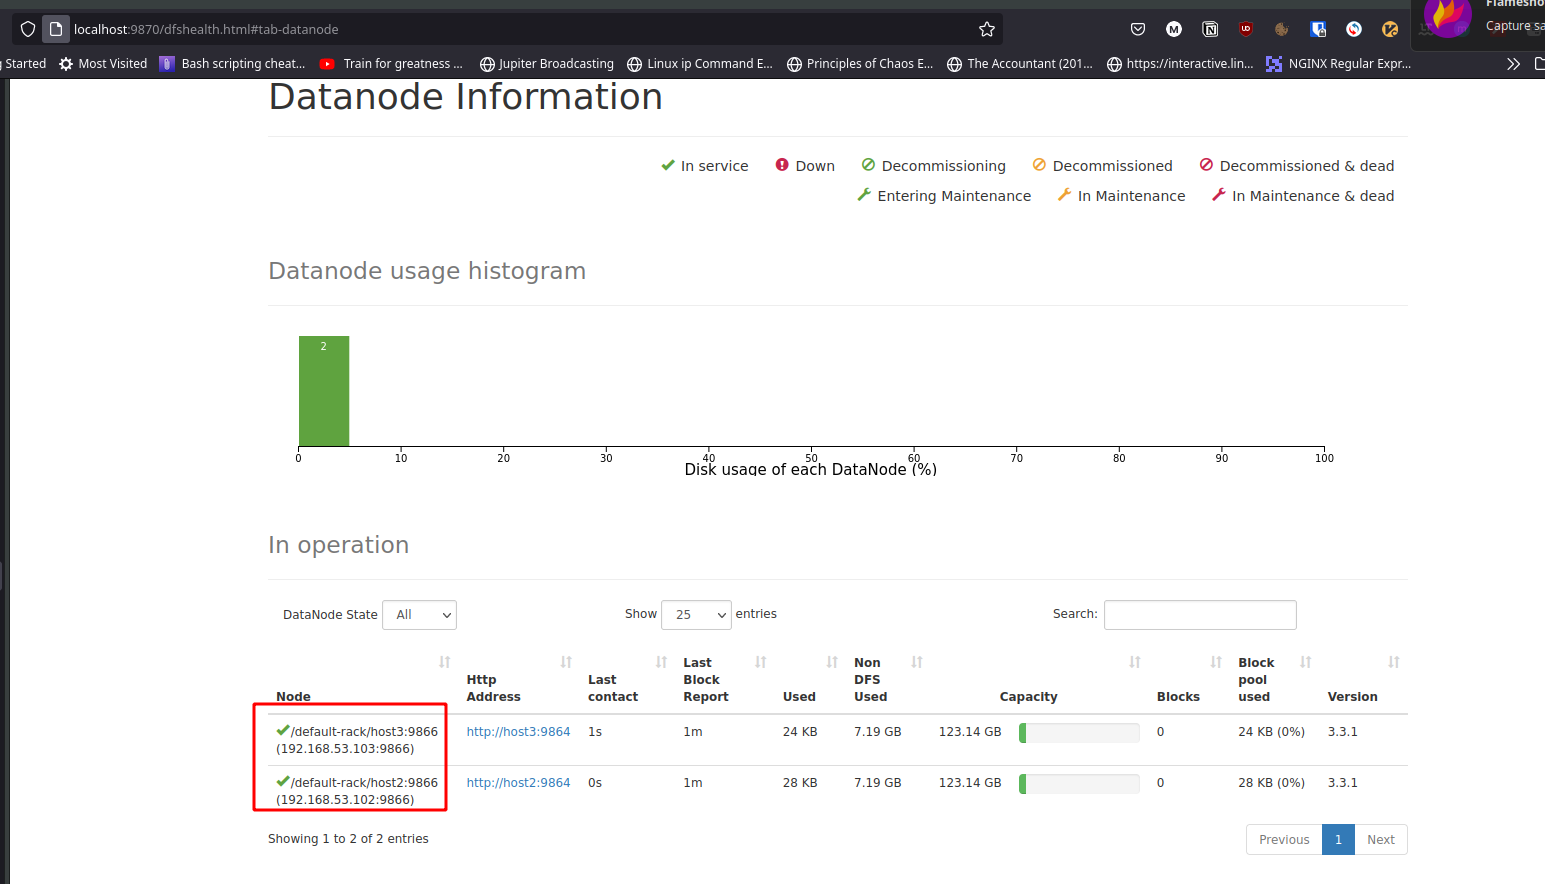 Flamesho
Capture sa
localhost:9870/dfshealth.html#tab-datanode
g Started Most Visited Bash scripting cheat... Train for greatness ... Jupiter Broadcasting Linux ip Command E... Principles of Chaos E... The Accountant (201... https://interactive.lin... NGINX Regular Expr...
Datanode Information
In service Down Decommissioning Decommissioned Decommissioned & dead
Entering Maintenance In Maintenance In Maintenance & dead
Datanode usage histogram
2
0 10 20 30 40 50 60 70 80 90 100
Disk usage of each DataNode (%)
In operation
DataNode State All Show 25 entries Search:
Node Http Address Last contact Last Block Report Used Non DFS Used Capacity Blocks Block pool used Version
/default-rack/host3:9866 http://host3:9864 1s 1m 24 KB 7.19 GB 123.14 GB 0 24 KB (0%) 3.3.1
(192.168.53.103:9866)
/default-rack/host2:9866 http://host2:9864 0s 1m 28 KB 7.19 GB 123.14 GB 0 28 KB (0%) 3.3.1
(192.168.53.102:9866)
Showing 1 to 2 of 2 entries Previous 1 Next